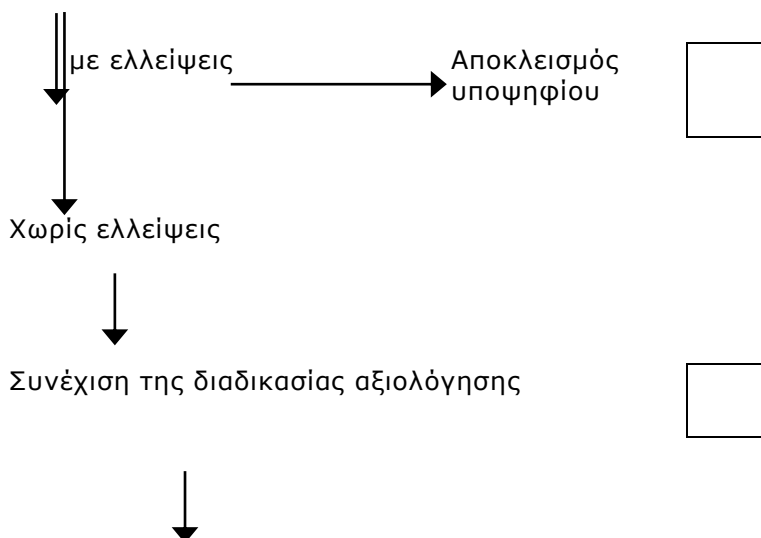 με ελλείψεις
Αποκλεισμός
υποψηφίου
Χωρίς ελλείψεις
Συνέχιση της διαδικασίας αξιολόγησης